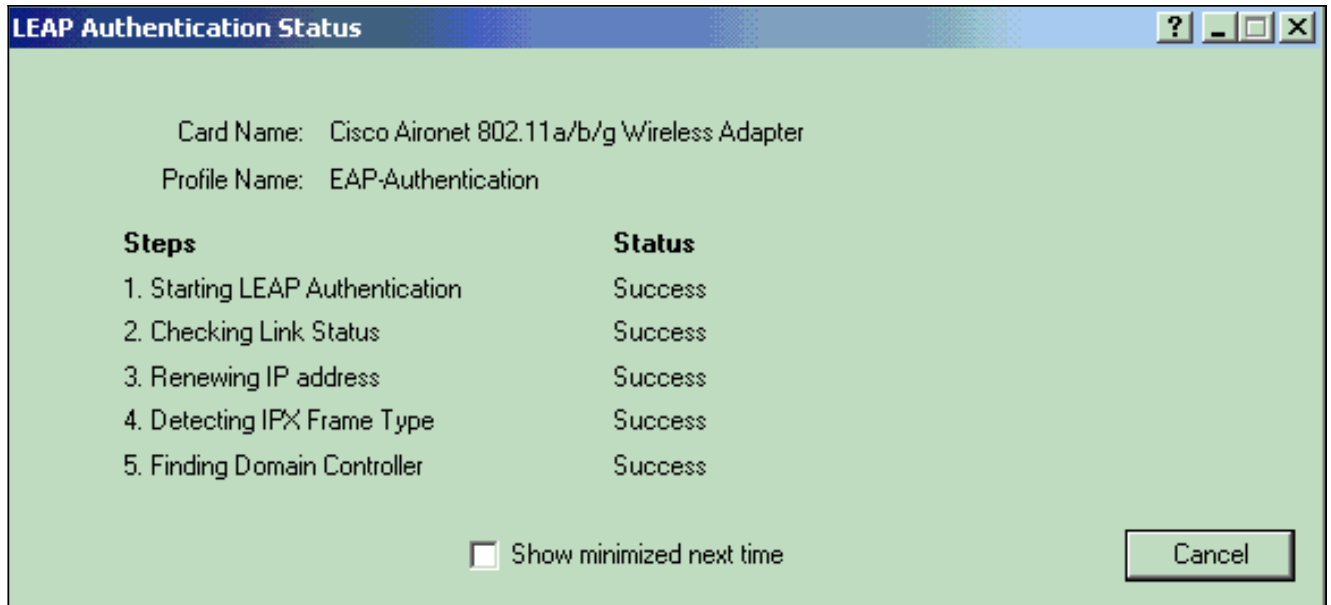 LEAP Authentication Status
Card Name: Cisco Aironet 802.11a/b/g Wireless Adapter
Profile Name: EAP-Authentication
Steps Status
1. Starting LEAP Authentication Success
2. Checking Link Status Success
3. Renewing IP address Success
4. Detecting IPX Frame Type Success
5. Finding Domain Controller Success
Show minimized next time
Cancel